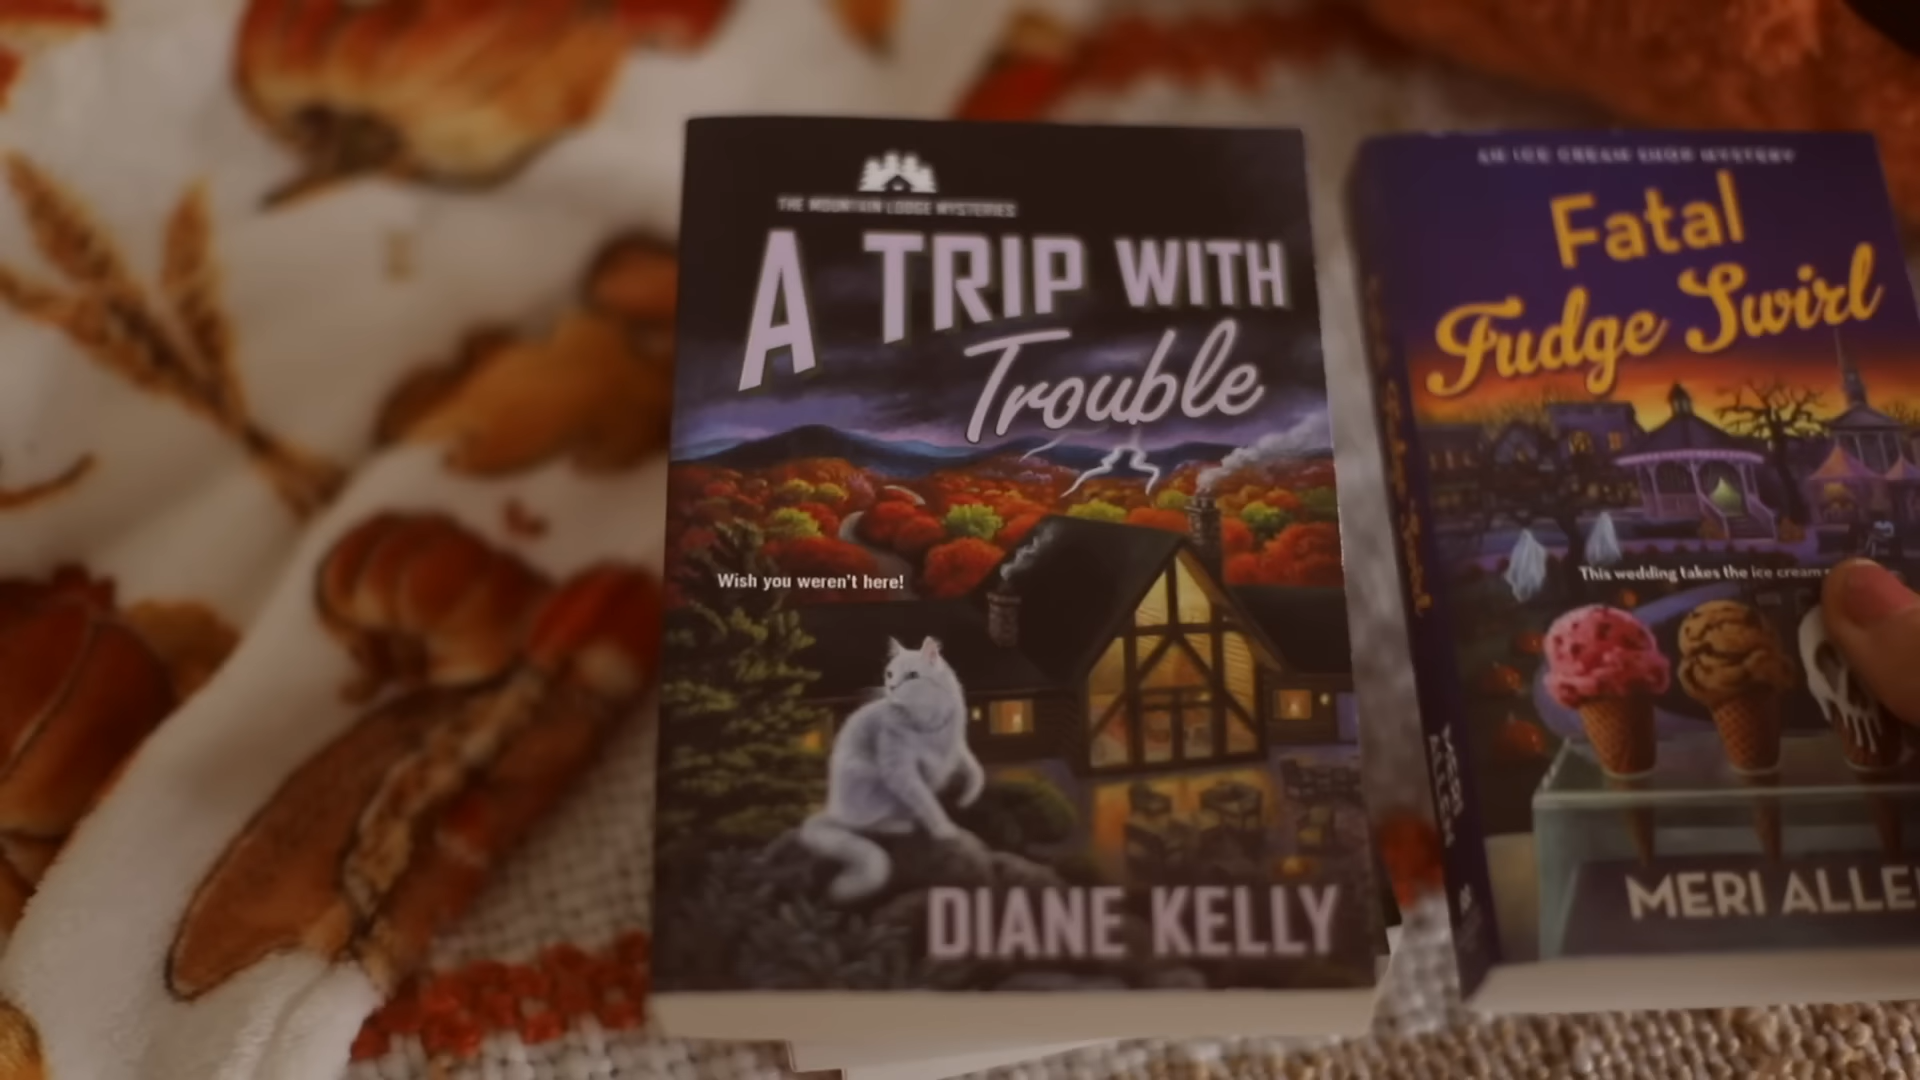 THE MOUNTAIN LODGE MYSTERIES
A TRIP WITH
Trouble
Wish you weren't here!
DIANE KELLY
AN ICE CREAM SHOP MYSTERY
Fatal
Fudge Swirl
This wedding takes the ice cream
MERI ALLE